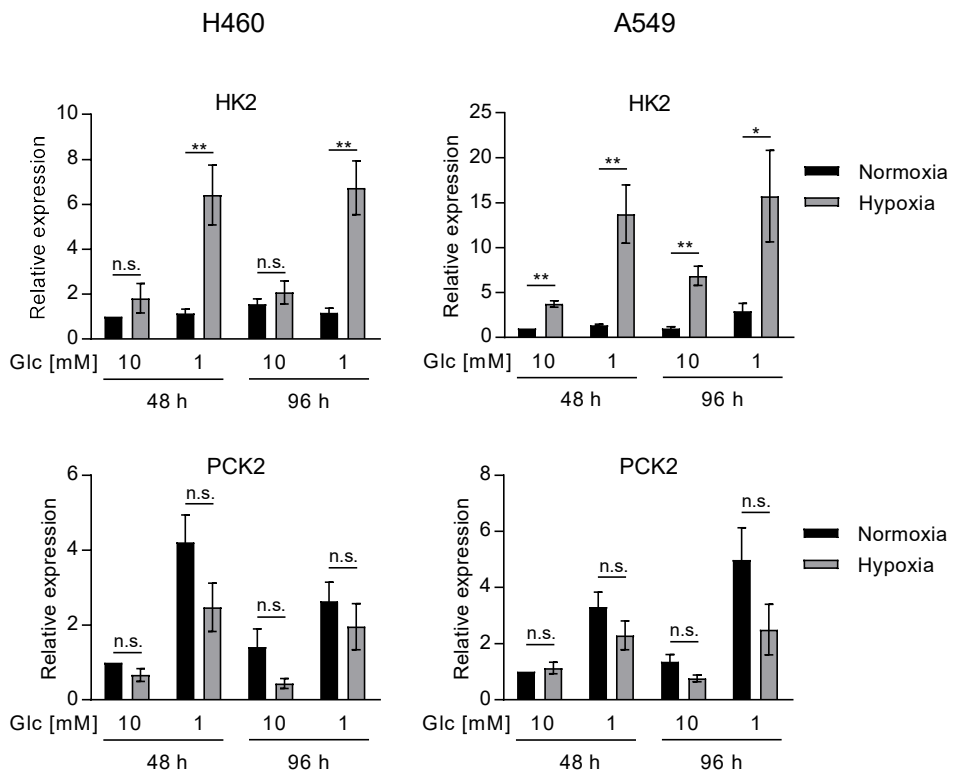 H460
A549
HK2
Relative expression
10
8
6
4
2
0
n.s.
**
n.s.
**
Glc [mM]
10
1
10
1
48 h
96 h
HK2
Relative expression
25
20
15
10
5
0
**
**
**
*
Glc [mM]
10
1
10
1
48 h
96 h
Normoxia
Hypoxia
PCK2
Relative expression
6
4
2
0
n.s.
n.s.
n.s.
n.s.
Glc [mM]
10
1
10
1
48 h
96 h
PCK2
Relative expression
8
6
4
2
0
n.s.
n.s.
n.s.
n.s.
Glc [mM]
10
1
10
1
48 h
96 h
Normoxia
Hypoxia